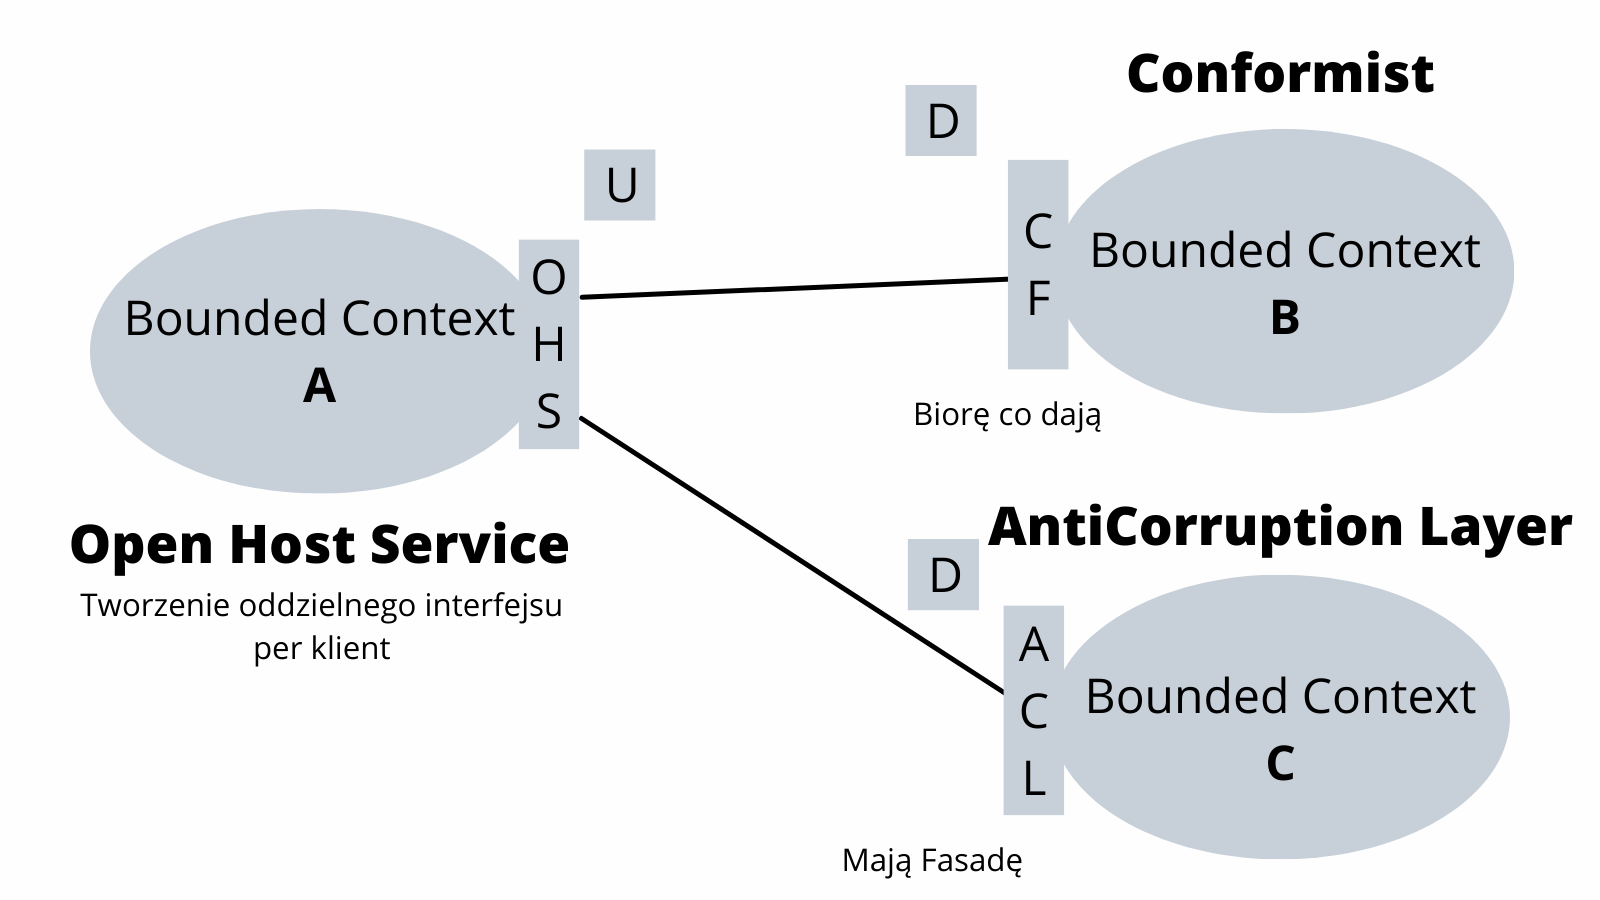 U
Bounded Context
A
O
H
S
Open Host Service
Tworzenie oddzielnego interfejsu
per klient
Conformist
D
C
F
Bounded Context
B
Biorę co dają
AntiCorruption Layer
D
A
C
L
Bounded Context
C
Mają Fasadę